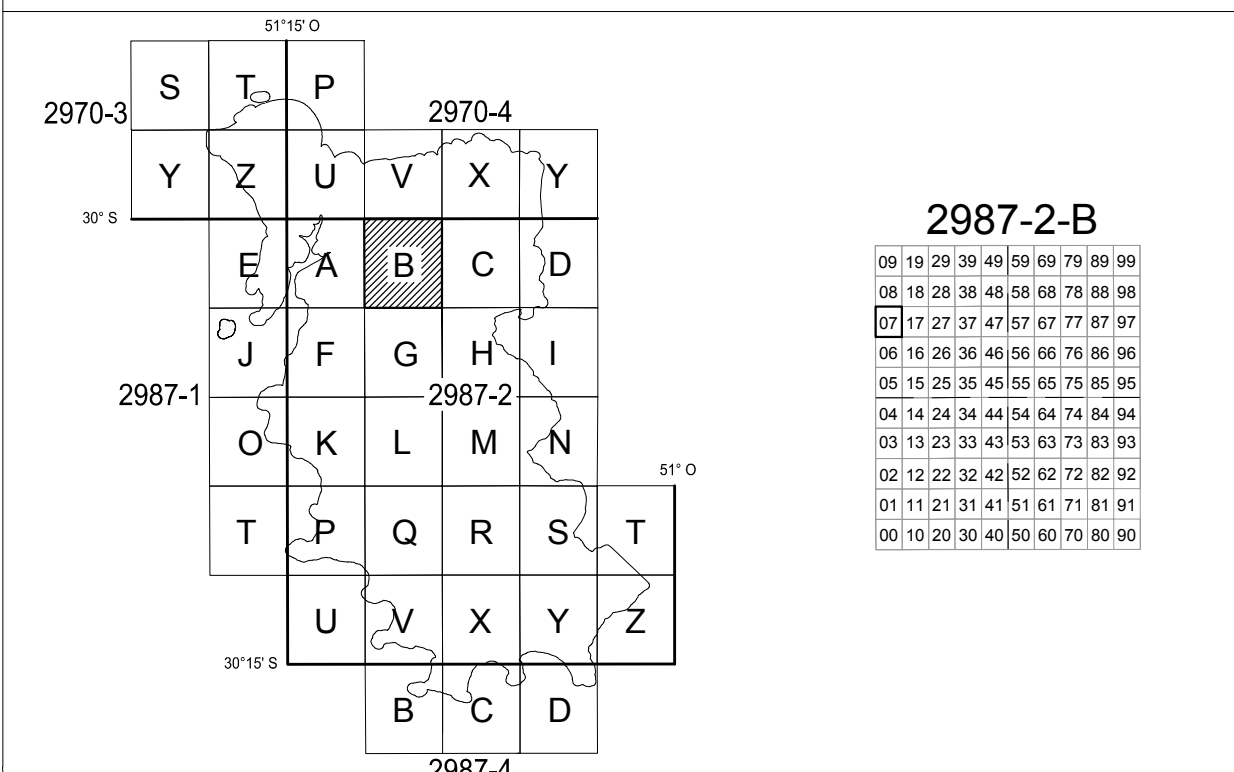 51°15' O
S T P
2970-3
2970-4
Y Z U V X Y
30° S
E A B C D
J F G H I
2987-1
2987-2
O K L M N
51° O
T P Q R S T
U V X Y Z
30°15' S
B C D
2987-4
2987-2-B
09 19 29 39 49 59 69 79 89 99
08 18 28 38 48 58 68 78 88 98
07 17 27 37 47 57 67 77 87 97
06 16 26 36 46 56 66 76 86 96
05 15 25 35 45 55 65 75 85 95
04 14 24 34 44 54 64 74 84 94
03 13 23 33 43 53 63 73 83 93
02 12 22 32 42 52 62 72 82 92
01 11 21 31 41 51 61 71 81 91
00 10 20 30 40 50 60 70 80 90